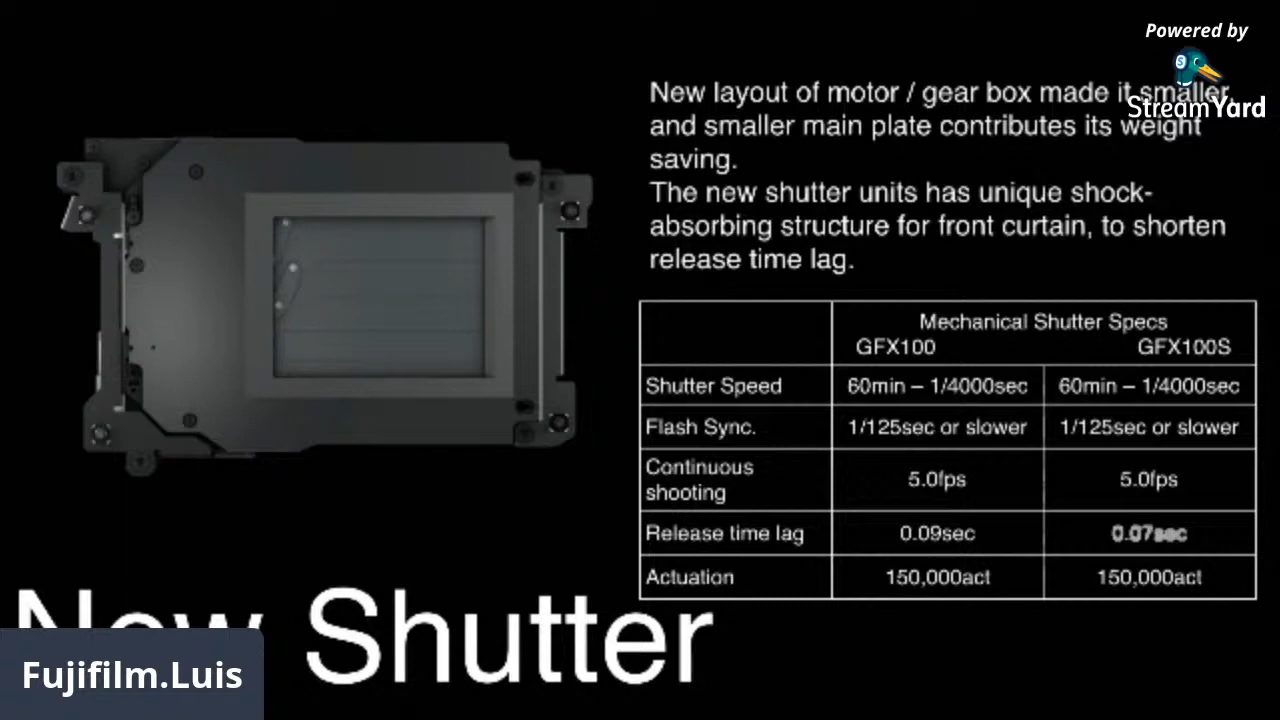 Powered by
StreamYard
New layout of motor / gear box made it smaller,
and smaller main plate contributes its weight
saving.
The new shutter units has unique shock-
absorbing structure for front curtain, to shorten
release time lag.
Mechanical Shutter Specs
GFX100 GFX100S
Shutter Speed 60min – 1/4000sec 60min – 1/4000sec
Flash Sync. 1/125sec or slower 1/125sec or slower
Continuous
shooting 5.0fps 5.0fps
Release time lag 0.09sec 0.07sec
Actuation 150,000act 150,000act
New Shutter
Fujifilm.Luis